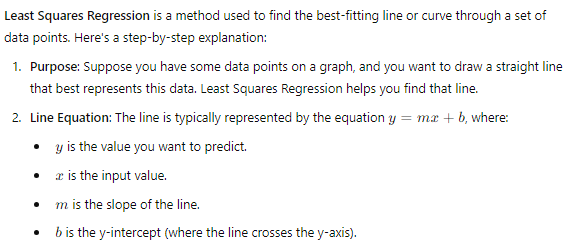 Least Squares Regression is a method used to find the best-fitting line or curve through a set of
data points. Here's a step-by-step explanation:
1. Purpose: Suppose you have some data points on a graph, and you want to draw a straight line
that best represents this data. Least Squares Regression helps you find that line.
2. Line Equation: The line is typically represented by the equation y = mx + b, where:
• y is the value you want to predict.
• x is the input value.
• m is the slope of the line.
• b is the y-intercept (where the line crosses the y-axis).